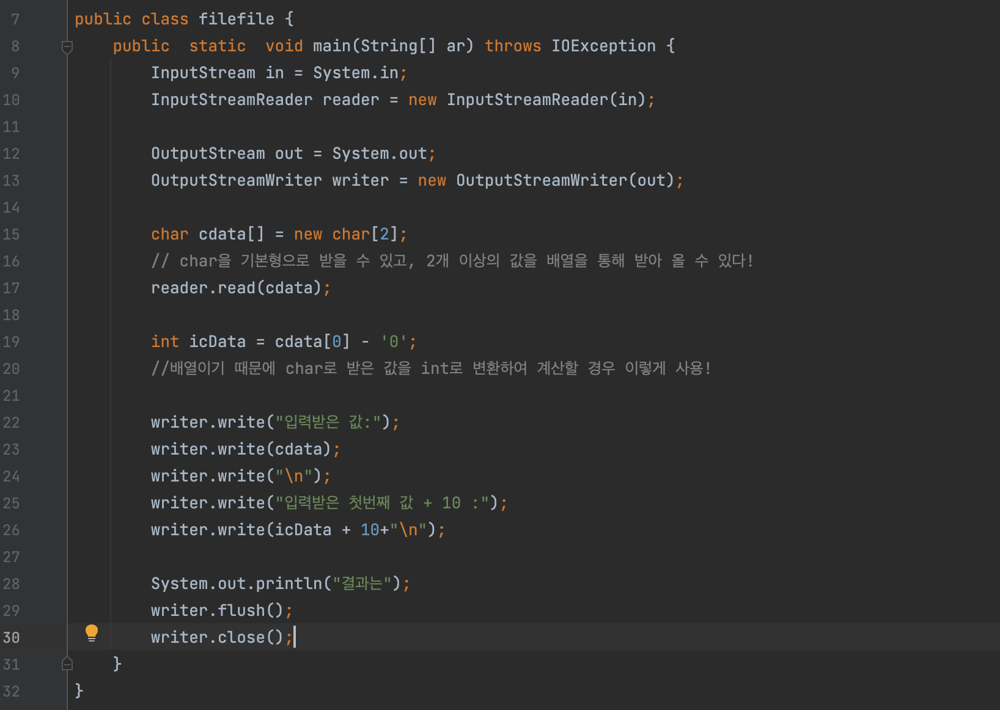 7 public class filefile {
8 public  static  void main(String[] ar) throws IOException {
9 InputStream in = System.in;
10 InputStreamReader reader = new InputStreamReader(in);
11
12 OutputStream out = System.out;
13 OutputStreamWriter writer = new OutputStreamWriter(out);
14
15 char cdata[] = new char[2];
16 // char을 기본형으로 받을 수 있고, 2개 이상의 값을 배열을 통해 받아 올 수 있다!
17 reader.read(cdata);
18
19 int icData = cdata[0] - '0';
20 //배열이기 때문에 char로 받은 값을 int로 변환하여 계산할 경우 이렇게 사용!
21
22 writer.write("입력받은 값:");
23 writer.write(cdata);
24 writer.write("\n");
25 writer.write("입력받은 첫번째 값 + 10 :");
26 writer.write(icData + 10+"\n");
27
28 System.out.println("결과는");
29 writer.flush();
30 writer.close();
31 }
32 }